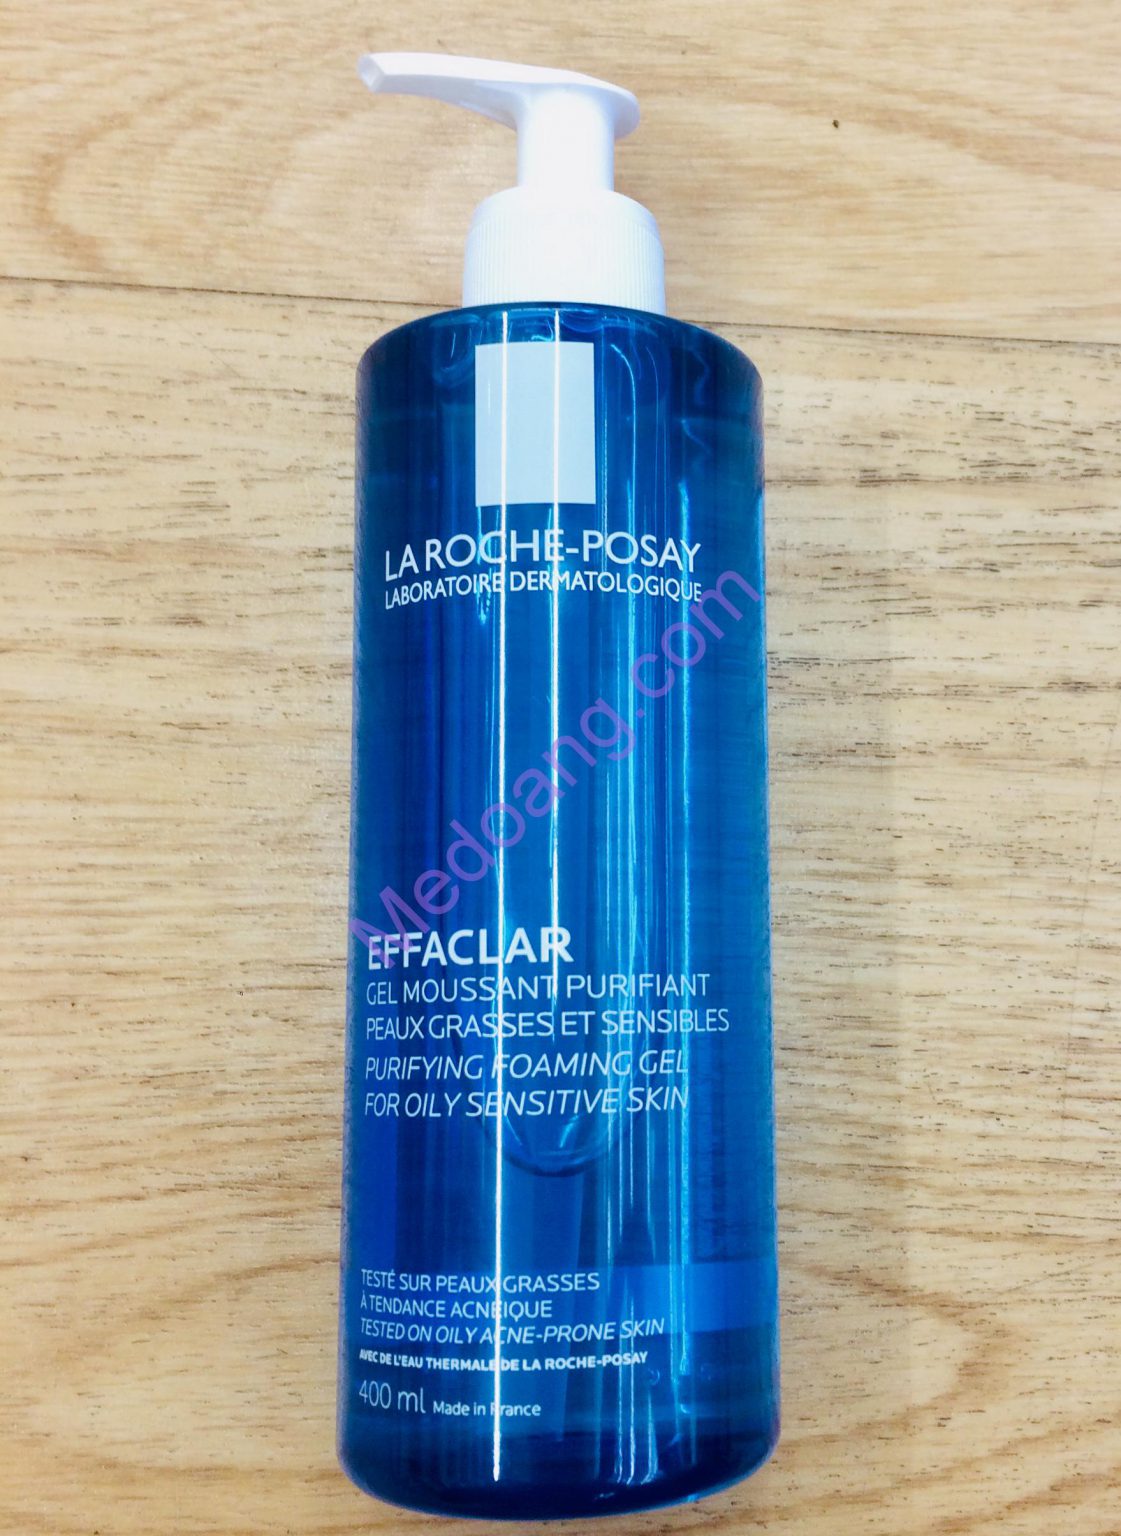 LA ROCHE-POSAY
LABORATOIRE DERMATOLOGIQUE
Medoang.com
EFFACLAR
GEL MOUSSANT PURIFIANT
PEAUX GRASSES ET SENSIBLES
PURIFYING FOAMING GEL
FOR OILY SENSITIVE SKIN
TESTÉ SUR PEAUX GRASSES
À TENDANCE ACNÉIQUE
TESTED ON OILY ACNE-PRONE SKIN
AVEC DE L'EAU THERMALE DE LA ROCHE-POSAY
400 ml Made in France